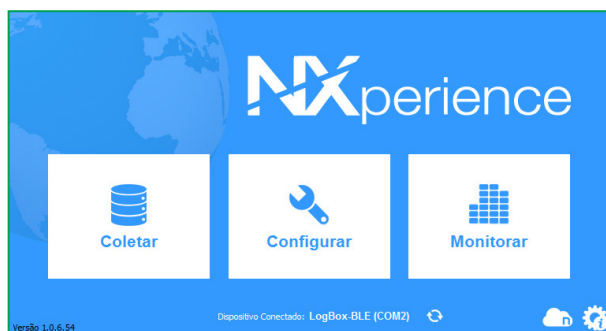 NXperience
Coletar
Configurar
Monitorar
Dispositivo Conectado: LogBox-BLE (COM2)
n
i
Versão 1.0.6.54